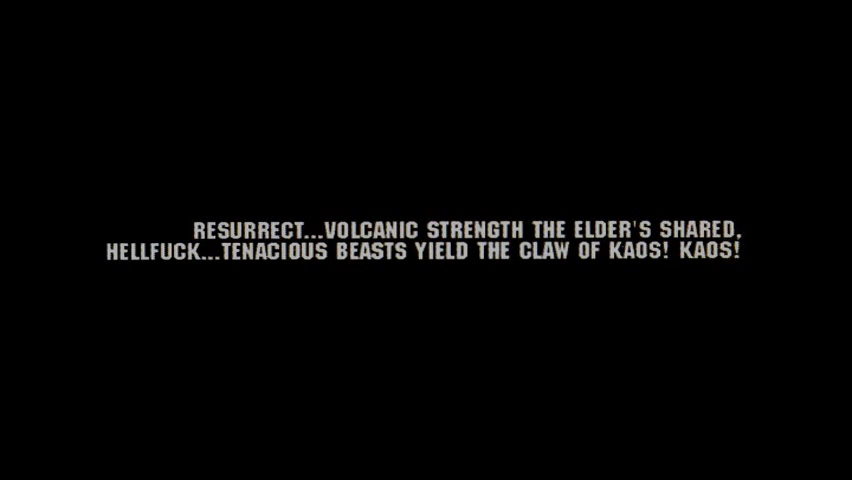 RESURRECT...VOLCANIC STRENGTH THE ELDER'S SHARED,
HELLFUCK...TENACIOUS BEASTS YIELD THE CLAW OF KAOS! KAOS!